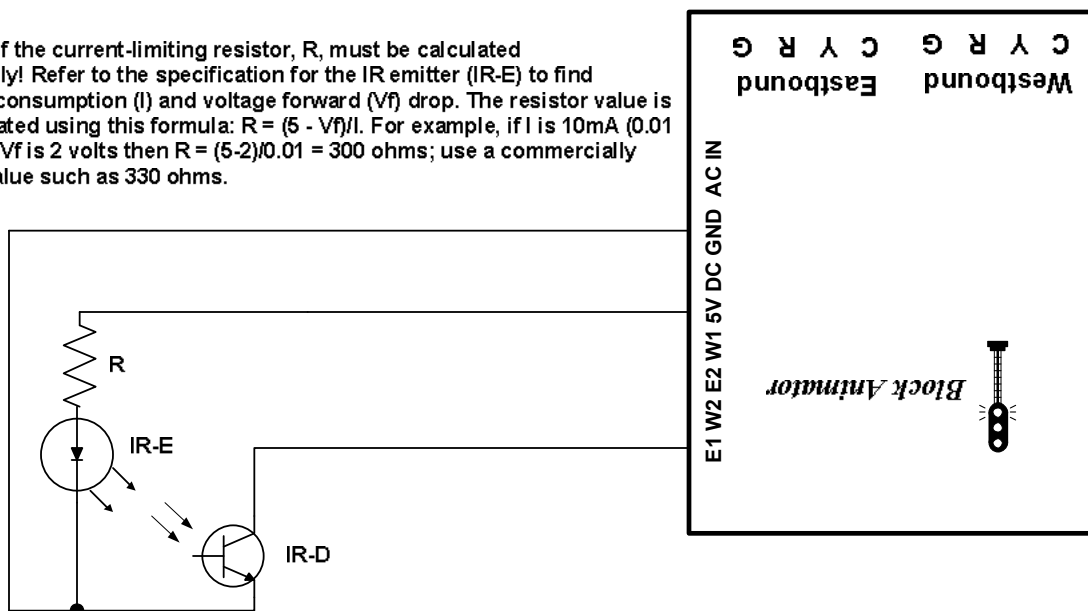 f the current-limiting resistor, R, must be calculated
ly! Refer to the specification for the IR emitter (IR-E) to find
consumption (I) and voltage forward (Vf) drop. The resistor value is
ated using this formula: R = (5 - Vf)/I. For example, if I is 10mA (0.01
Vf is 2 volts then R = (5-2)/0.01 = 300 ohms; use a commercially
alue such as 330 ohms.
C Y R G
Westbound
C Y R G
Eastbound
E1 W2 E2 W1 5V DC GND AC IN
Block Animator
R
IR-E
IR-D